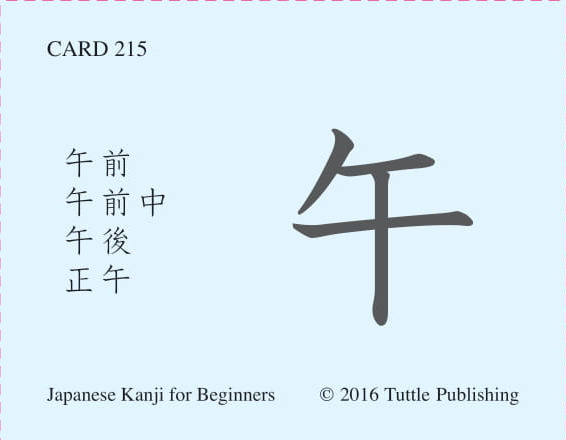 CARD 215
午前
午前中
午後
正午
午
Japanese Kanji for Beginners © 2016 Tuttle Publishing